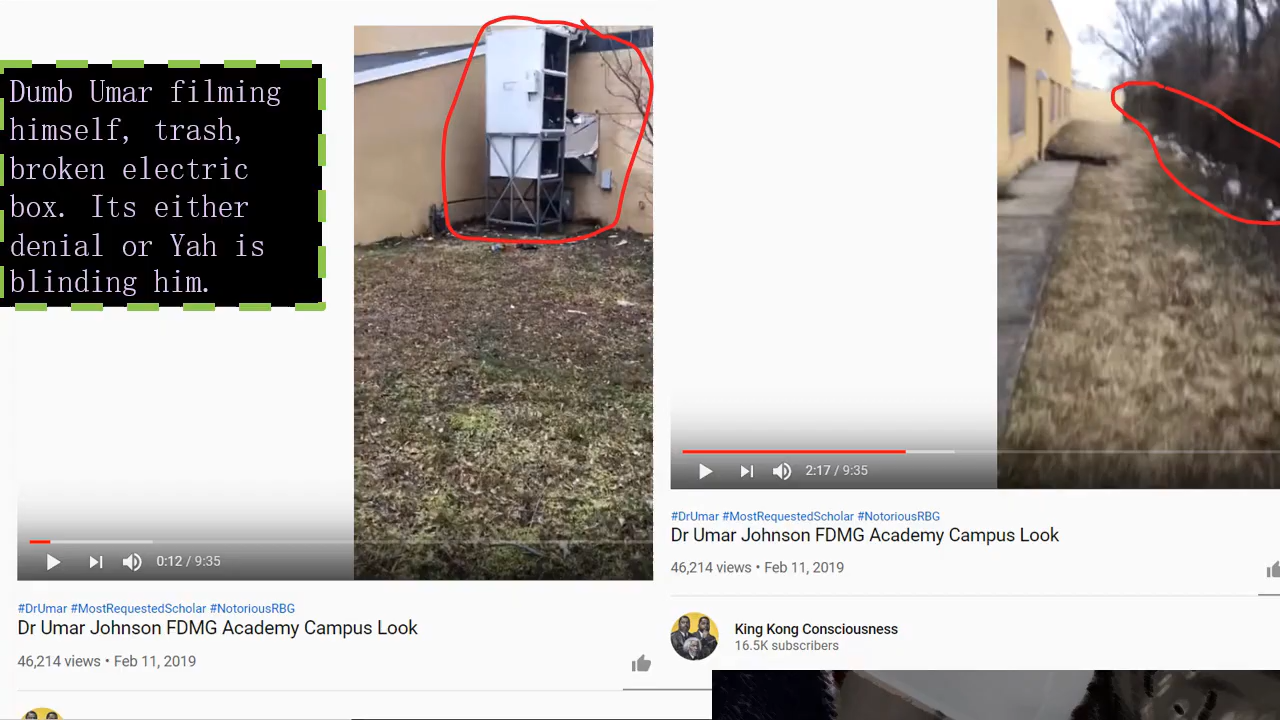 Dumb Umar filming
himself, trash,
broken electric
box. Its either
denial or Yah is
blinding him.
0:12 / 9:35
#DrUmar #MostRequestedScholar #NotoriousRBG
Dr Umar Johnson FDMG Academy Campus Look
46,214 views • Feb 11, 2019
2:17 / 9:35
#DrUmar #MostRequestedScholar #NotoriousRBG
Dr Umar Johnson FDMG Academy Campus Look
46,214 views • Feb 11, 2019
King Kong Consciousness
16.5K subscribers